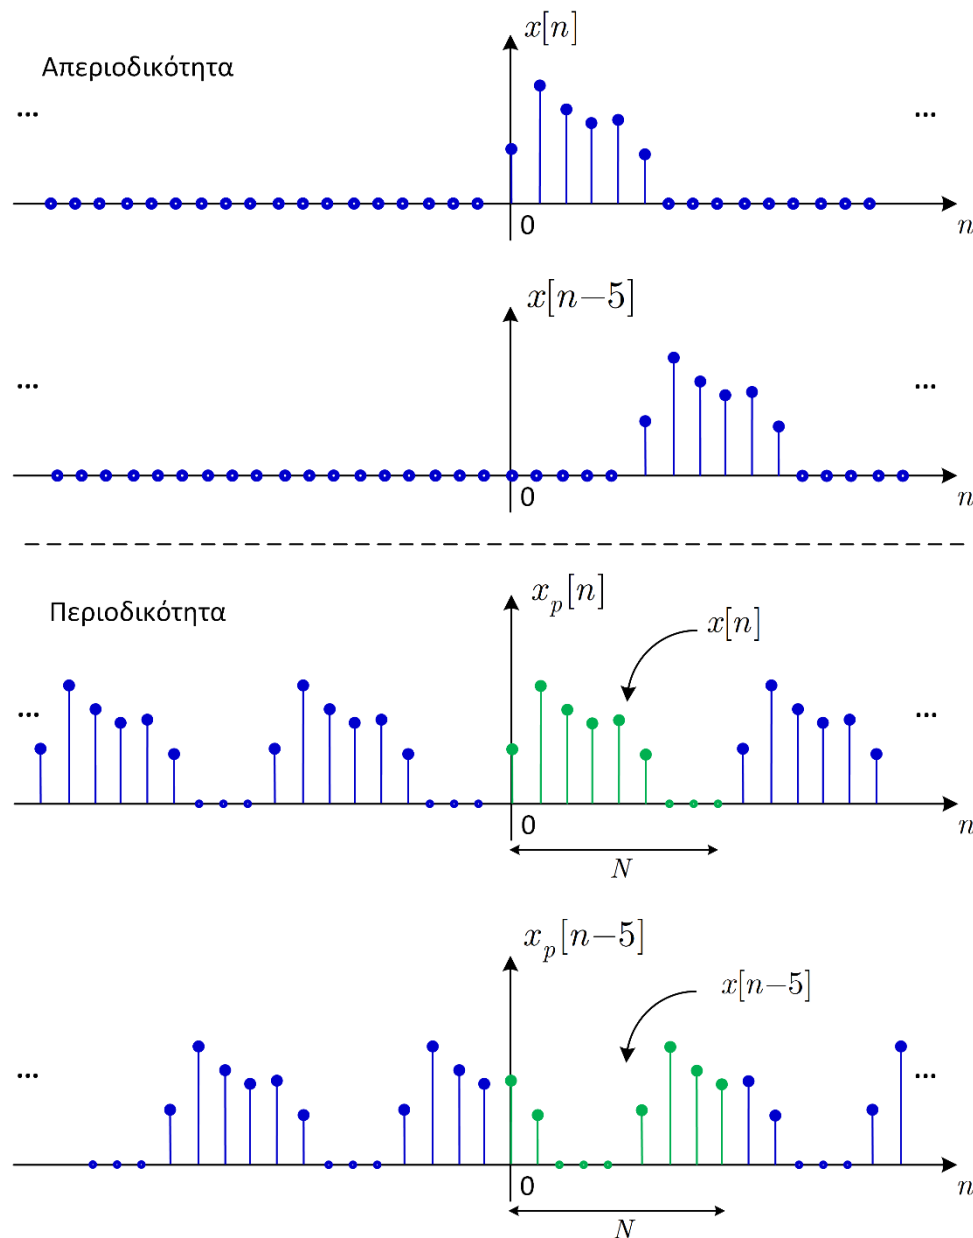 x[n]
Απεριοδικότητα
... ...
0
n
x[n−5]
... ...
0
n
x_p[n]
Περιοδικότητα
x[n]
... ...
0
n
N
x_p[n−5]
x[n−5]
... ...
0
n
N